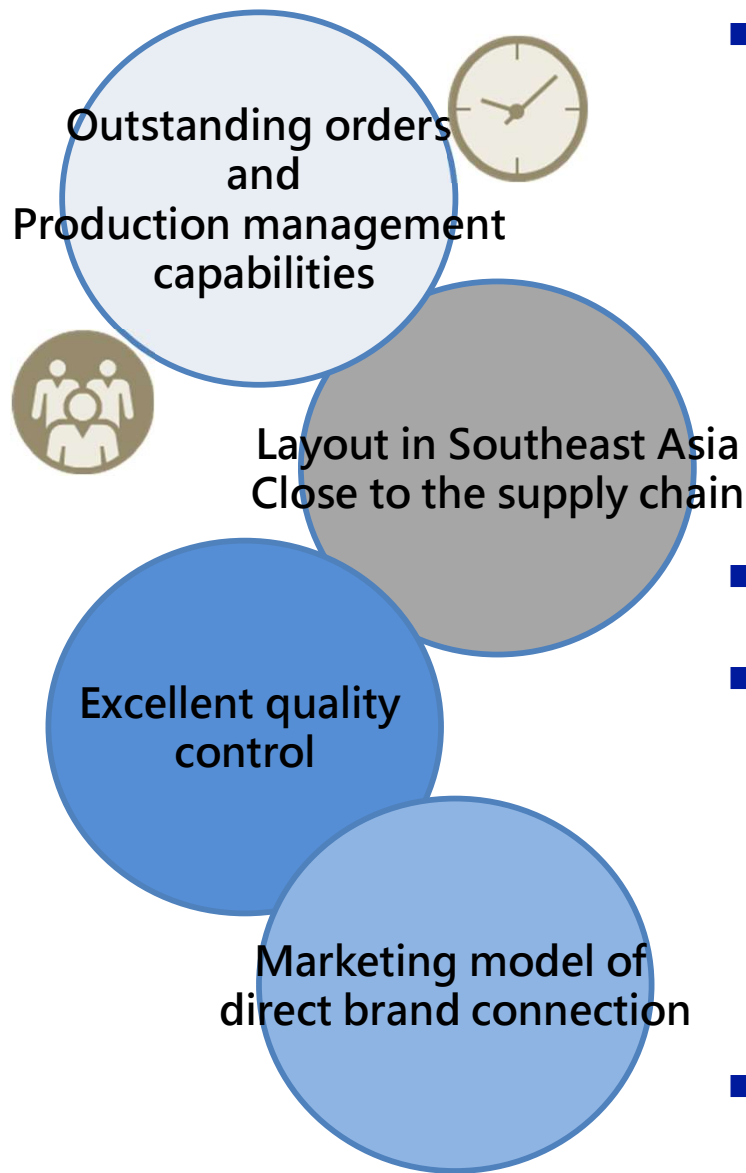 Outstanding orders
and
Production management
capabilities
Layout in Southeast Asia
Close to the supply chain
Excellent quality
control
Marketing model of
direct brand connection